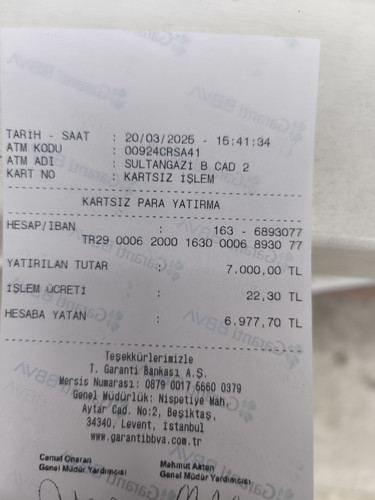 TARİH - SAAT : 20/03/2025 - 15:41:34
ATM KODU : 00924CRSA41
ATM ADI : SULTANGAZİ B CAD 2
KART NO : KARTSIZ İŞLEM
KARTSIZ PARA YATIRMA
HESAP/IBAN : 163 - 6893077
TR29 0006 2000 1630 0006 8930 77
YATIRILAN TUTAR : 7.000,00 TL
İŞLEM ÜCRETİ : 22,30 TL
HESABA YATAN : 6.977,70 TL
Teşekkürlerimizle
T. Garanti Bankası A.Ş.
Mersis Numarası: 0879 0017 5660 0379
Genel Müdürlük: Nispetiye Mah.
Aytar Cad. No:2, Beşiktaş,
34340, Levent, İstanbul
www.garantibbva.com.tr
Cemal Onaran Mahmut Akten
Genel Müdür Yardımcısı Genel Müdür Yardımcısı
Garanti BBVA